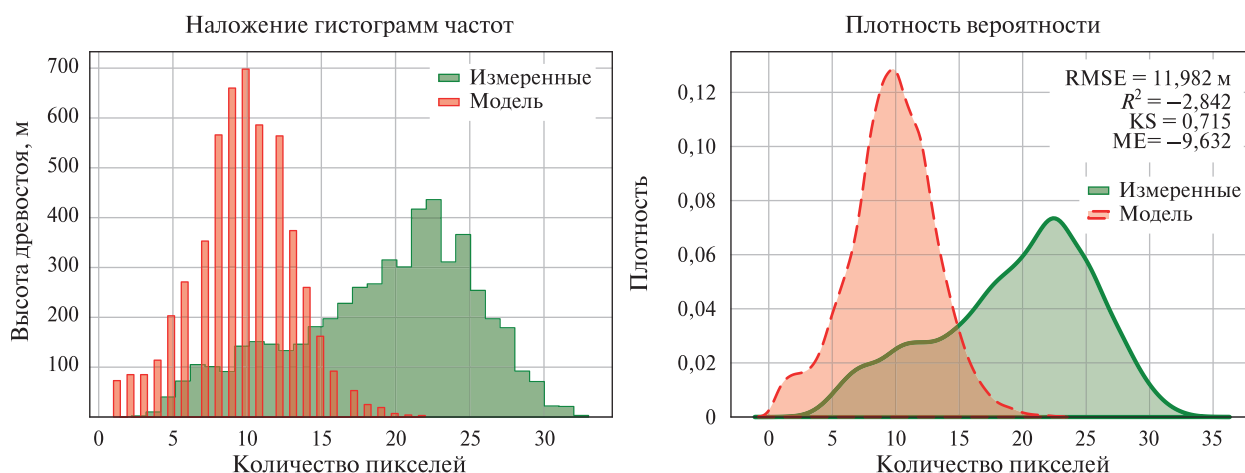 Наложение гистограмм частот
700
600
500
400
300
200
100
Высота древостоя, м
Измеренные
Модель
0 5 10 15 20 25 30
Количество пикселей
Плотность вероятности
0,12
0,10
0,08
0,06
0,04
0,02
0
Плотность
RMSE = 11,982 м
R² = −2,842
KS = 0,715
ME= −9,632
Измеренные
Модель
0 5 10 15 20 25 30 35
Количество пикселей